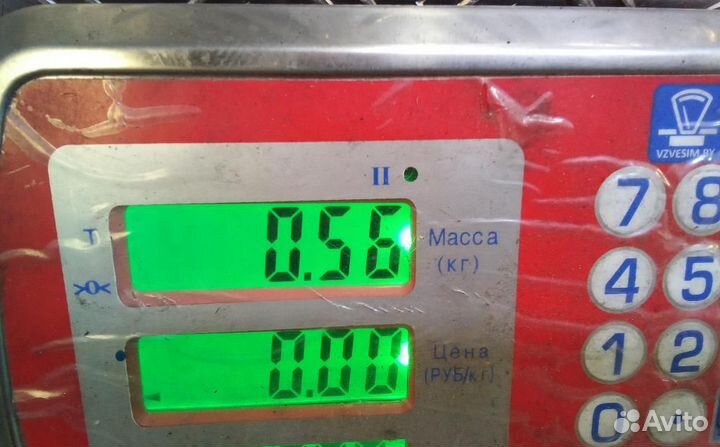 VZVESIM.BY
II
7 8
T 0.56 Масса
(кг)
>0<
4 5
0.00 Цена
(РУБ/кг)
1 2
0
Avito